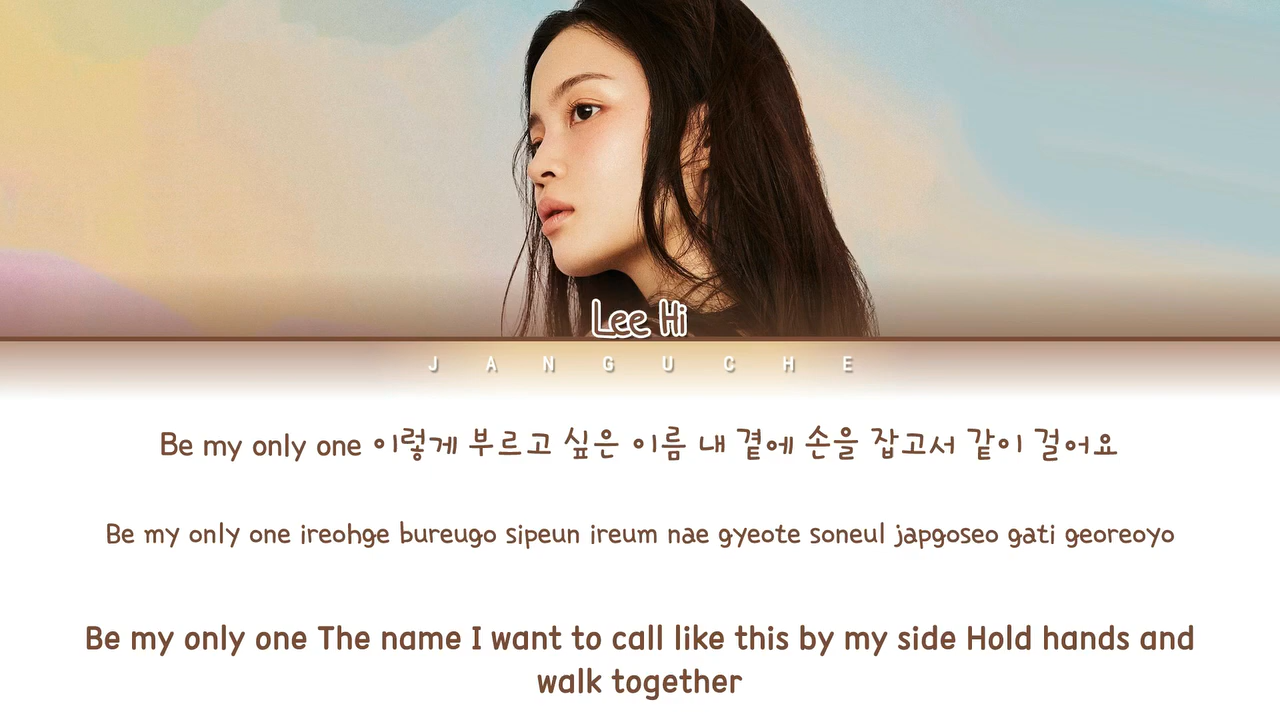 Lee Hi
JANGUCHE
Be my only one 이렇게 부르고 싶은 이름 내 곁에 손을 잡고서 같이 걸어요
Be my only one ireohge bureugo sipeun ireum nae gyeote soneul japgoseo gati georeoyo
Be my only one The name I want to call like this by my side Hold hands and
walk together